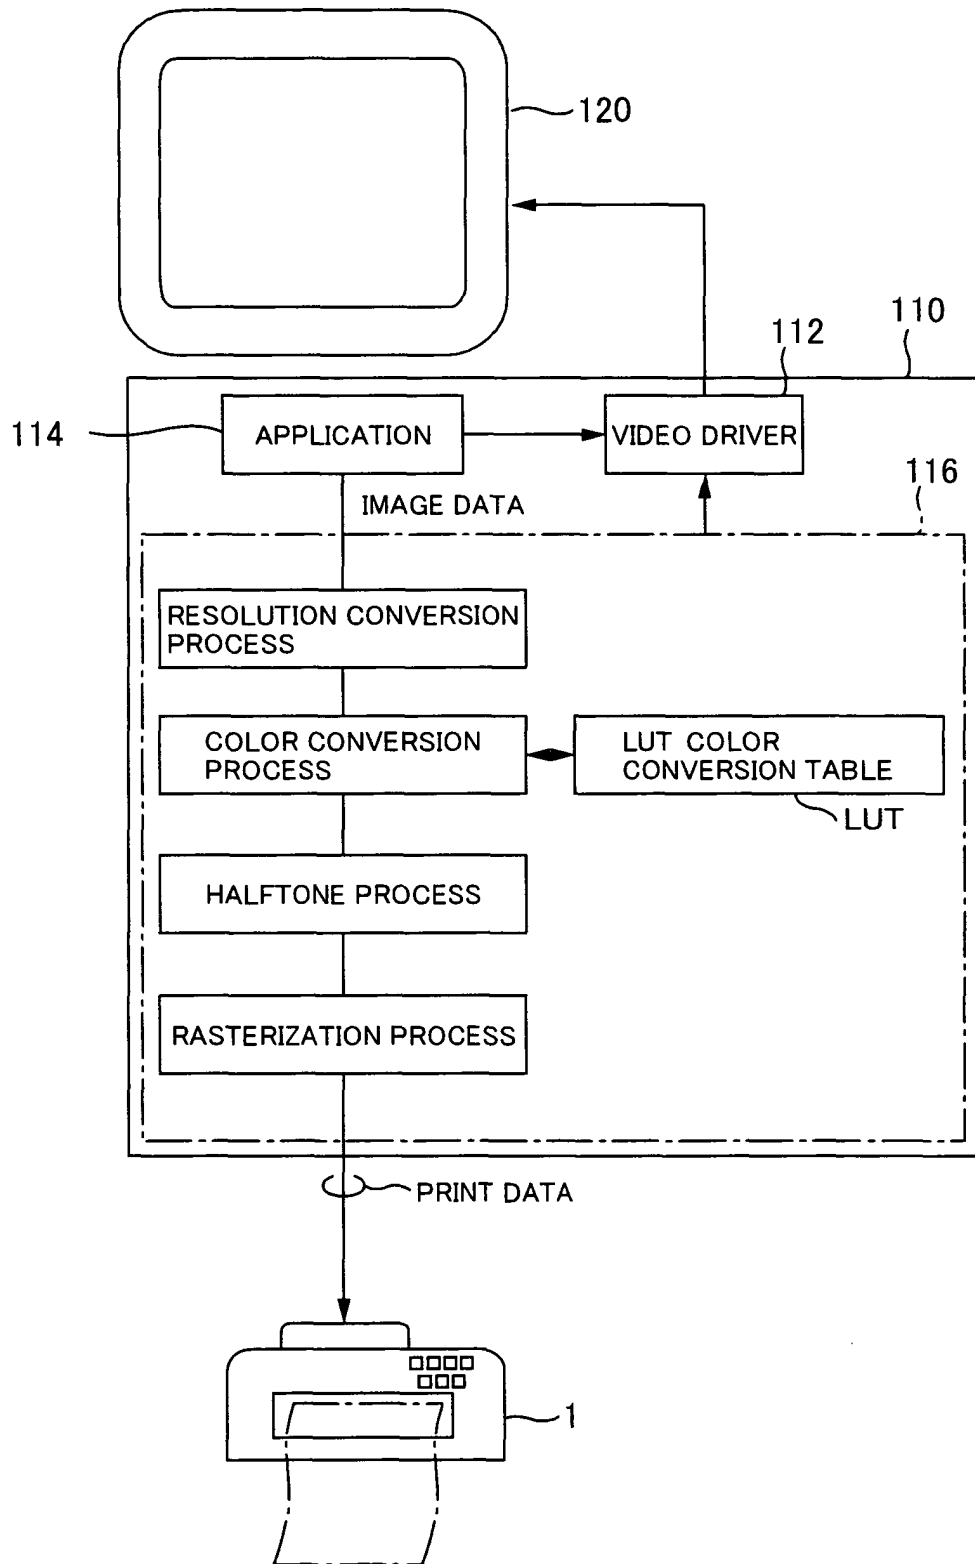 120
110
112
114
APPLICATION
VIDEO DRIVER
116
IMAGE DATA
RESOLUTION CONVERSION
PROCESS
COLOR CONVERSION
PROCESS
LUT COLOR
CONVERSION TABLE
LUT
HALFTONE PROCESS
RASTERIZATION PROCESS
PRINT DATA
1